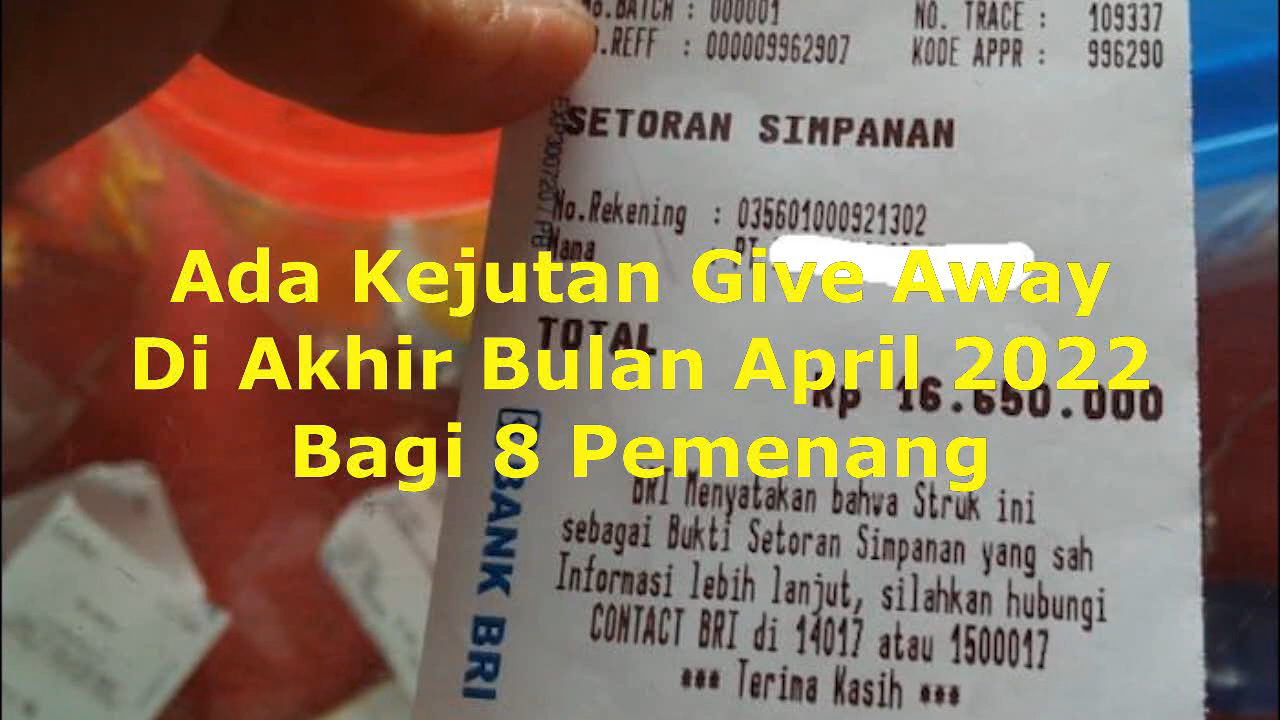 No.BATCH : 000001 NO. TRACE : 109337
.REFF : 000009962907 KODE APPR : 996290
SETORAN SIMPANAN
No.Rekening : 035601000921302
Nama : PT
Ada Kejutan Give Away
TOTAL
Di Akhir Bulan April 2022
Rp 16.650.000
Bagi 8 Pemenang
BRI Menyatakan bahwa Struk ini
sebagai Bukti Setoran Simpanan yang sah
Informasi lebih lanjut, silahkan hubungi
CONTACT BRI di 14017 atau 1500017
*** Terima Kasih ***
BANK BRI